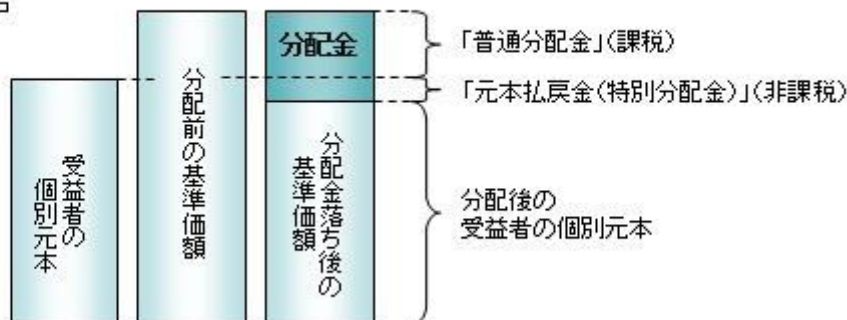 分配金
「普通分配金」(課税)
「元本払戻金(特別分配金)」(非課税)
受益者の
個別元本
分配前の基準価額
分配金落ち後の
基準価額
分配後の
受益者の個別元本